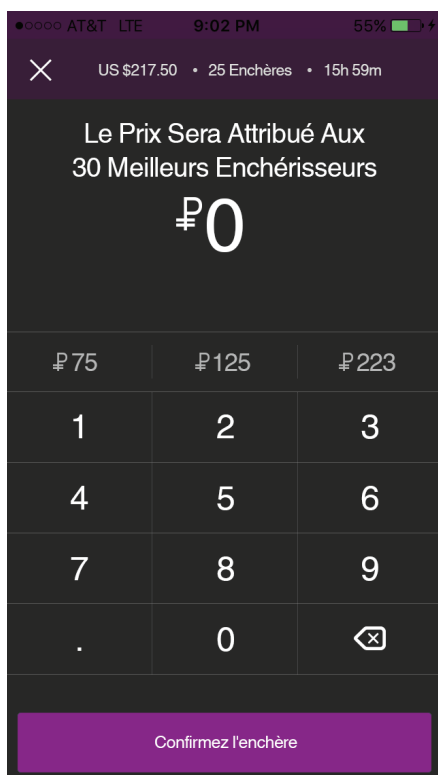 AT&T LTE 9:02 PM 55%
US $217.50 • 25 Enchères • 15h 59m
Le Prix Sera Attribué Aux
30 Meilleurs Enchérisseurs
₽0
₽75 ₽125 ₽223
1 2 3
4 5 6
7 8 9
. 0
Confirmez l'enchère